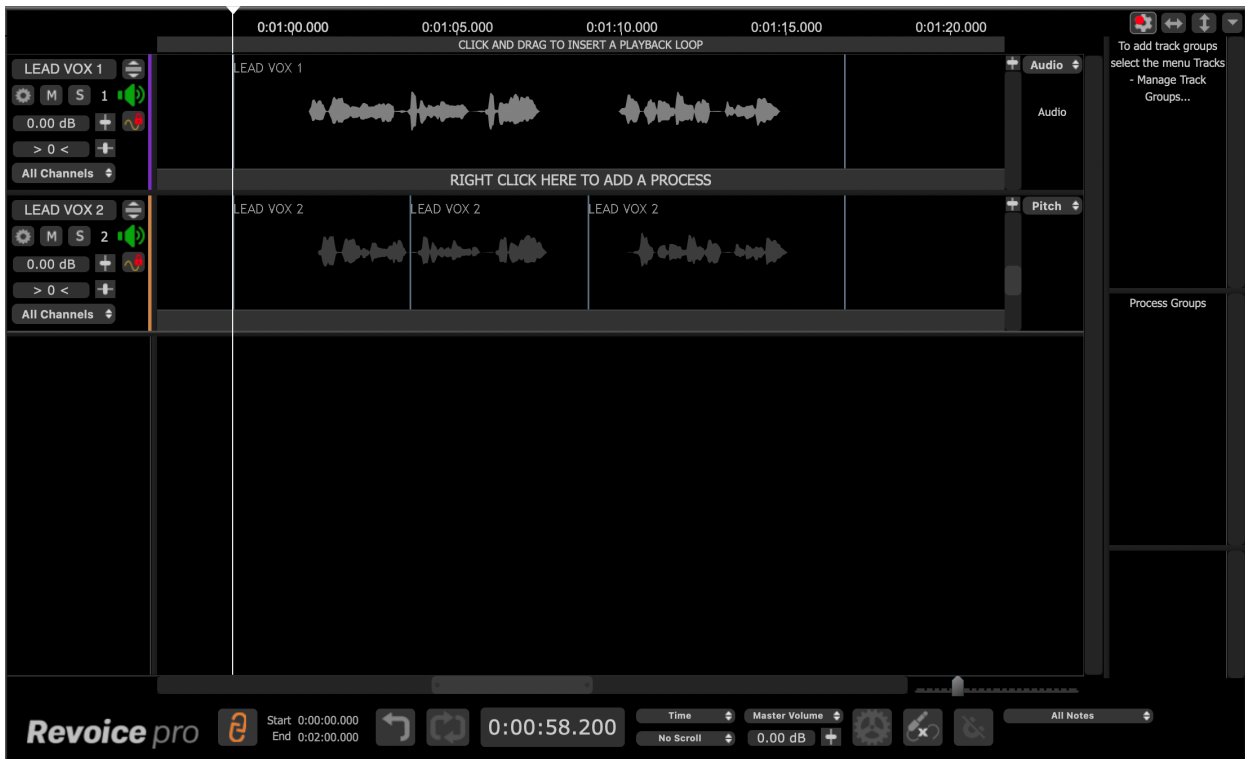 0:01:00.000 0:01:05.000 0:01:10.000 0:01:15.000 0:01:20.000
CLICK AND DRAG TO INSERT A PLAYBACK LOOP
To add track groups
select the menu Tracks
- Manage Track
Groups...
LEAD VOX 1
M S 1
0.00 dB
> 0 <
All Channels
LEAD VOX 1
Audio
Audio
RIGHT CLICK HERE TO ADD A PROCESS
LEAD VOX 2
M S 2
0.00 dB
> 0 <
All Channels
LEAD VOX 2 LEAD VOX 2 LEAD VOX 2
Pitch
Process Groups
Revoice pro
Start 0:00:00.000
End 0:02:00.000
0:00:58.200
Time
No Scroll
Master Volume
0.00 dB
x
All Notes